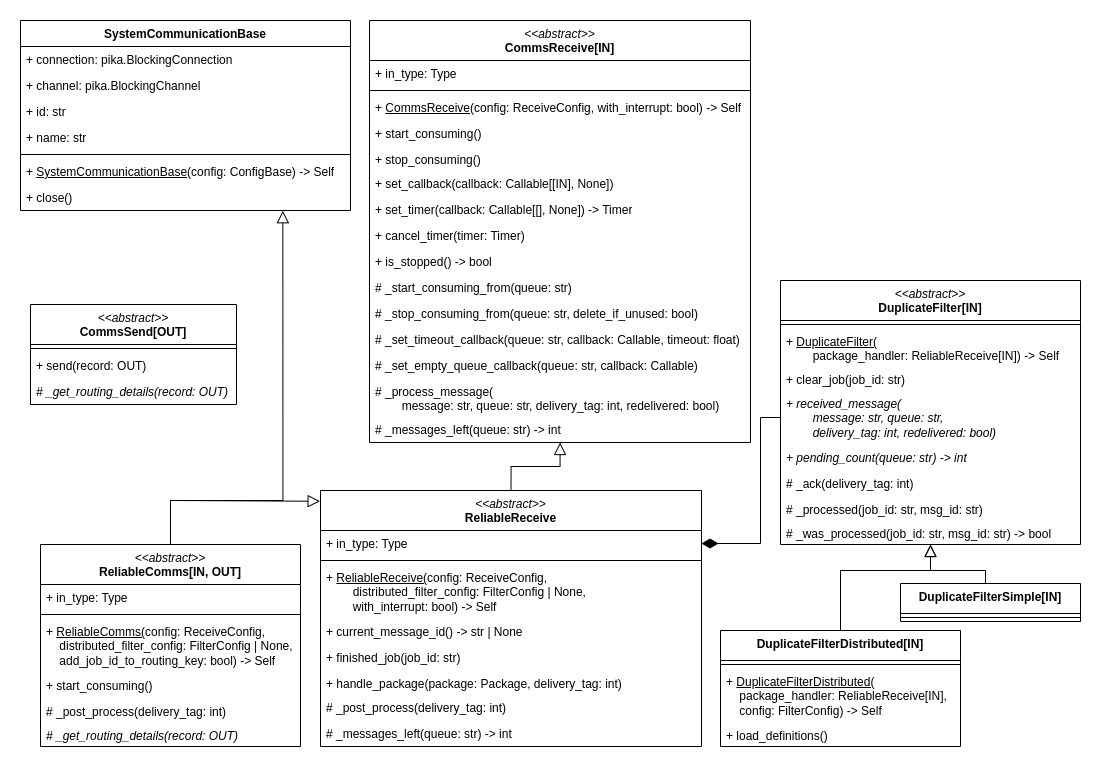 SystemCommunicationBase
+ connection: pika.BlockingConnection
+ channel: pika.BlockingChannel
+ id: str
+ name: str
+ SystemCommunicationBase(config: ConfigBase) -> Self
+ close()
<<abstract>>
CommsReceive[IN]
+ in_type: Type
+ CommsReceive(config: ReceiveConfig, with_interrupt: bool) -> Self
+ start_consuming()
+ stop_consuming()
+ set_callback(callback: Callable[[IN], None])
+ set_timer(callback: Callable[[], None]) -> Timer
+ cancel_timer(timer: Timer)
+ is_stopped() -> bool
# _start_consuming_from(queue: str)
# _stop_consuming_from(queue: str, delete_if_unused: bool)
# _set_timeout_callback(queue: str, callback: Callable, timeout: float)
# _set_empty_queue_callback(queue: str, callback: Callable)
# _process_message(
message: str, queue: str, delivery_tag: int, redelivered: bool)
# _messages_left(queue: str) -> int
<<abstract>>
CommsSend[OUT]
+ send(record: OUT)
# _get_routing_details(record: OUT)
<<abstract>>
DuplicateFilter[IN]
+ DuplicateFilter(
package_handler: ReliableReceive[IN]) -> Self
+ clear_job(job_id: str)
+ received_message(
message: str, queue: str,
delivery_tag: int, redelivered: bool)
+ pending_count(queue: str) -> int
# _ack(delivery_tag: int)
# _processed(job_id: str, msg_id: str)
# _was_processed(job_id: str, msg_id: str) -> bool
<<abstract>>
ReliableComms[IN, OUT]
+ in_type: Type
+ ReliableComms(config: ReceiveConfig,
distributed_filter_config: FilterConfig | None,
add_job_id_to_routing_key: bool) -> Self
+ start_consuming()
# _post_process(delivery_tag: int)
# _get_routing_details(record: OUT)
<<abstract>>
ReliableReceive
+ in_type: Type
+ ReliableReceive(config: ReceiveConfig,
distributed_filter_config: FilterConfig | None,
with_interrupt: bool) -> Self
+ current_message_id() -> str | None
+ finished_job(job_id: str)
+ handle_package(package: Package, delivery_tag: int)
# _post_process(delivery_tag: int)
# _messages_left(queue: str) -> int
DuplicateFilterSimple[IN]
DuplicateFilterDistributed[IN]
+ DuplicateFilterDistributed(
package_handler: ReliableReceive[IN],
config: FilterConfig) -> Self
+ load_definitions()